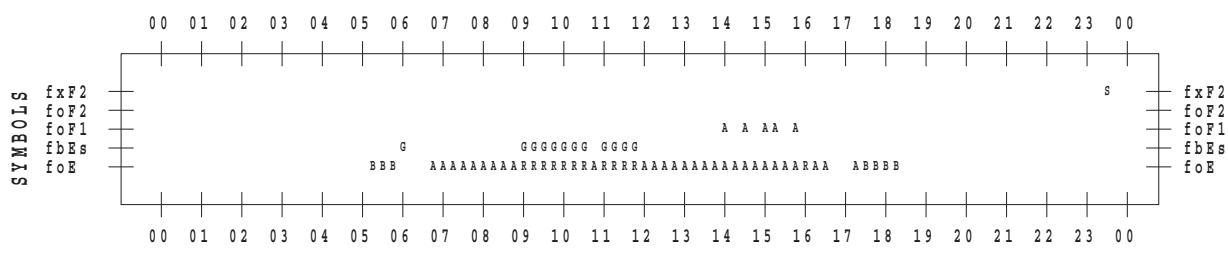 00 01 02 03 04 05 06 07 08 09 10 11 12 13 14 15 16 17 18 19 20 21 22 23 00
SYMBOLS
fxF2 S fxF2
foF2 foF2
foF1 A A AA A foF1
fbEs G GGGGGGG GGGG fbEs
foE BBB AAAAAAAAARRRRRRRARRRRAAAAAAAAAAAAAAAARAA ABBBB foE
00 01 02 03 04 05 06 07 08 09 10 11 12 13 14 15 16 17 18 19 20 21 22 23 00